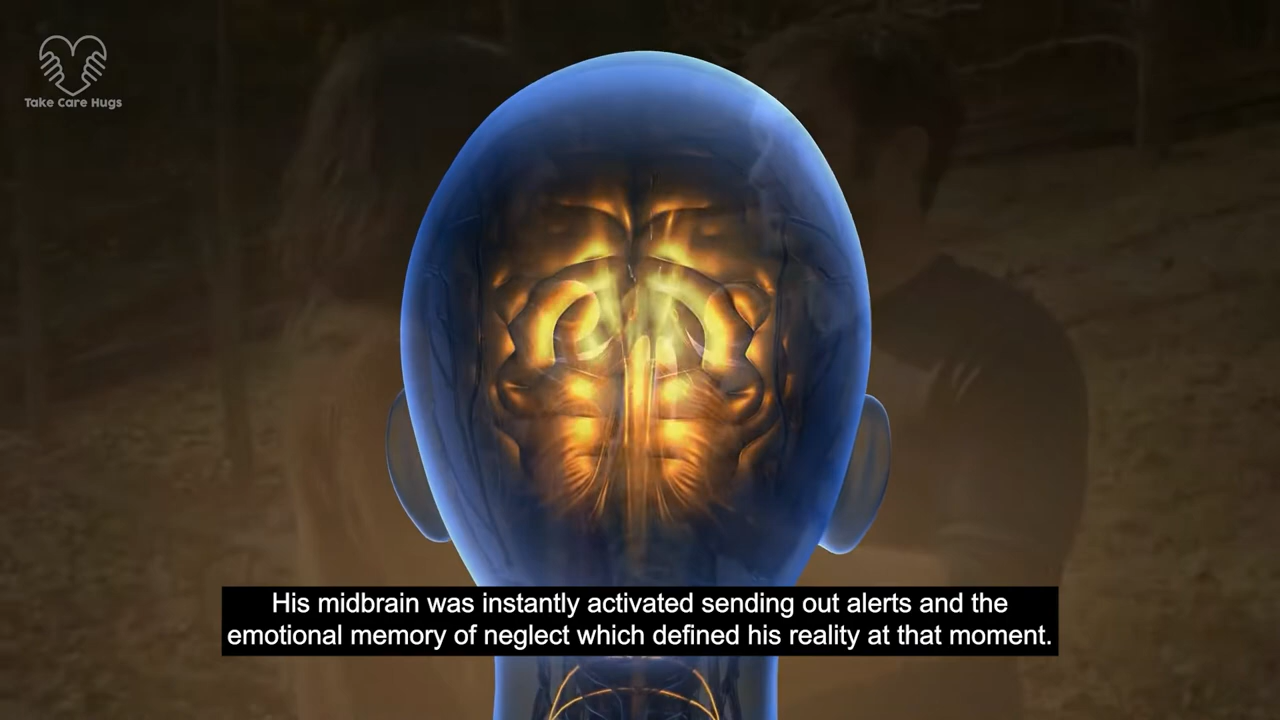 Take Care Hugs
His midbrain was instantly activated sending out alerts and the
emotional memory of neglect which defined his reality at that moment.